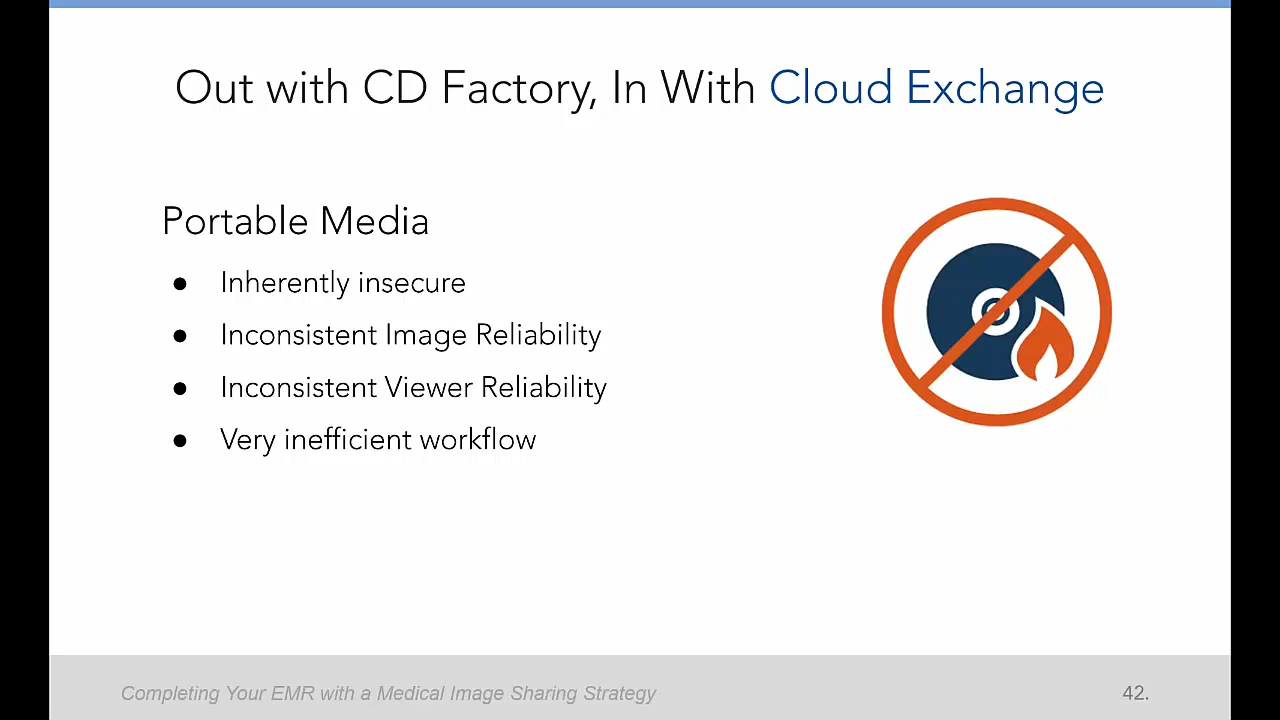 Out with CD Factory, In With Cloud Exchange
Portable Media
● Inherently insecure
● Inconsistent Image Reliability
● Inconsistent Viewer Reliability
● Very inefficient workflow
Completing Your EMR with a Medical Image Sharing Strategy
42.